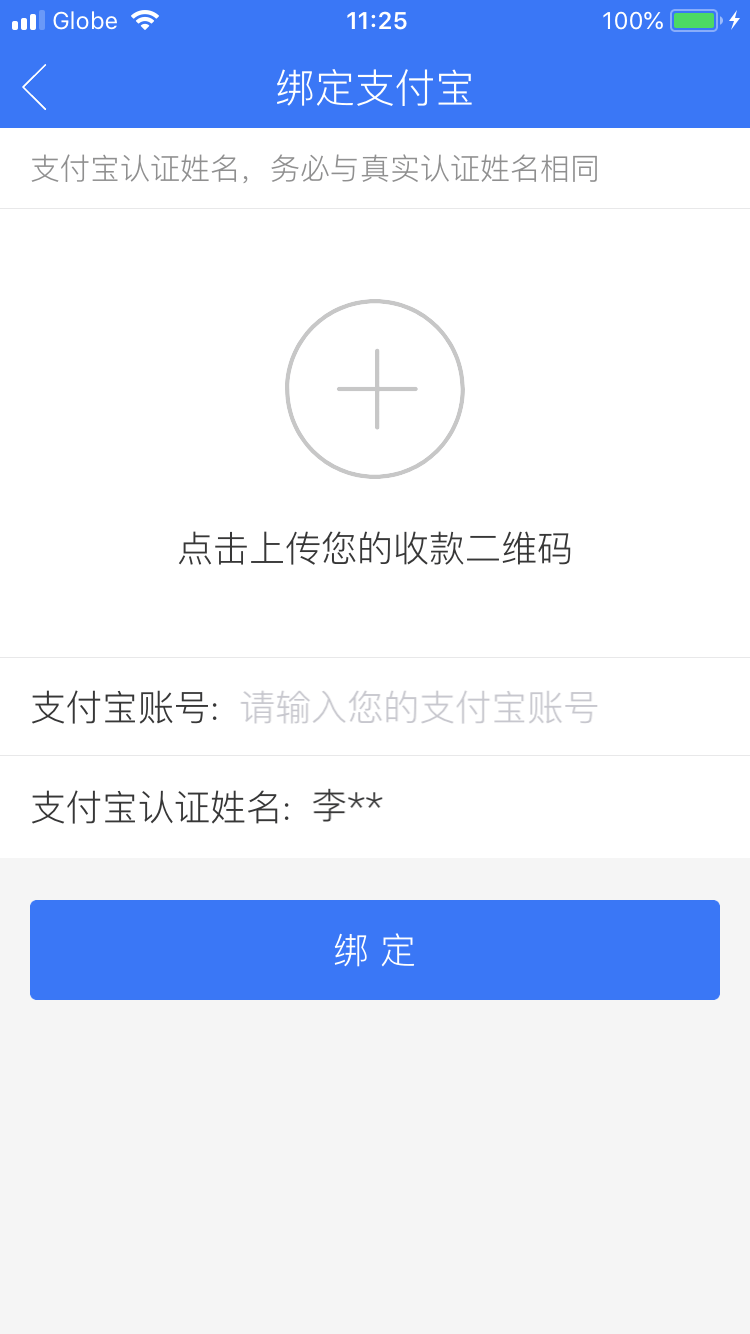 Globe 11:25 100%
绑定支付宝
支付宝认证姓名，务必与真实认证姓名相同
点击上传您的收款二维码
支付宝账号: 请输入您的支付宝账号
支付宝认证姓名: 李**
绑 定